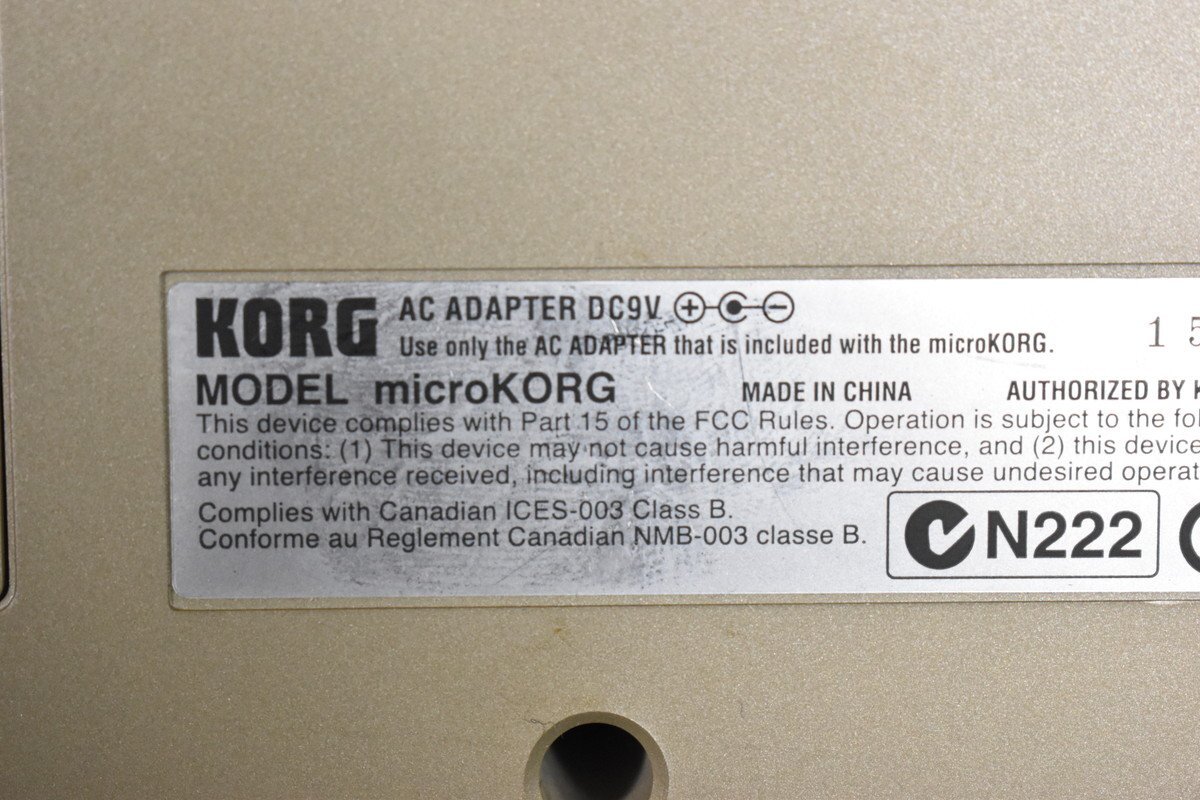 KORG AC ADAPTER DC9V
Use only the AC ADAPTER that is included with the microKORG.
1 5
MODEL microKORG MADE IN CHINA AUTHORIZED BY K
This device complies with Part 15 of the FCC Rules. Operation is subject to the fol
conditions: (1) This device may not cause harmful interference, and (2) this device
any interference received, including interference that may cause undesired operat
Complies with Canadian ICES-003 Class B.
Conforme au Reglement Canadian NMB-003 classe B.
N222